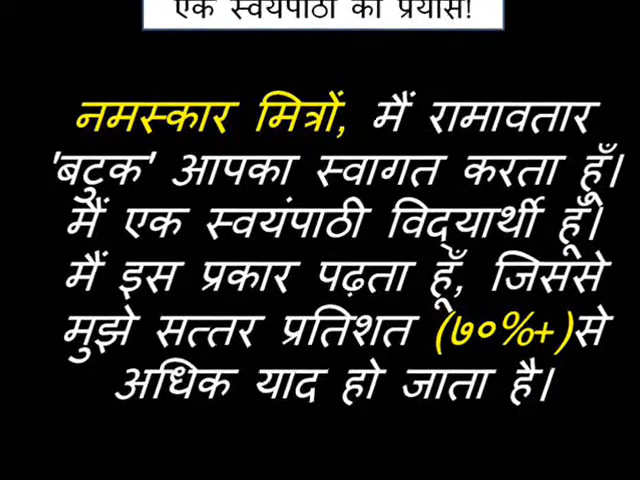 एक स्वयंपाठी का प्रयास!
नमस्कार मित्रों, मैं रामावतार
'बटुक' आपका स्वागत करता हूँ।
मैं एक स्वयंपाठी विद्यार्थी हूँ।
मैं इस प्रकार पढ़ता हूँ, जिससे
मुझे सत्तर प्रतिशत (७०%+)से
अधिक याद हो जाता है।